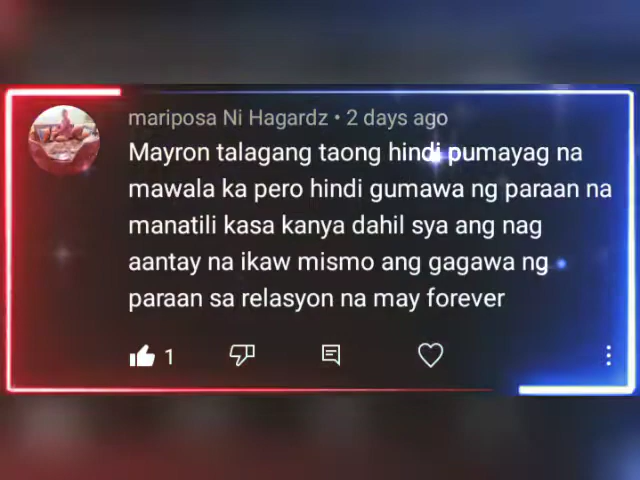 mariposa Ni Hagardz • 2 days ago
Mayron talagang taong hindi pumayag na
mawala ka pero hindi gumawa ng paraan na
manatili kasa kanya dahil sya ang nag
aantay na ikaw mismo ang gagawa ng
paraan sa relasyon na may forever
1